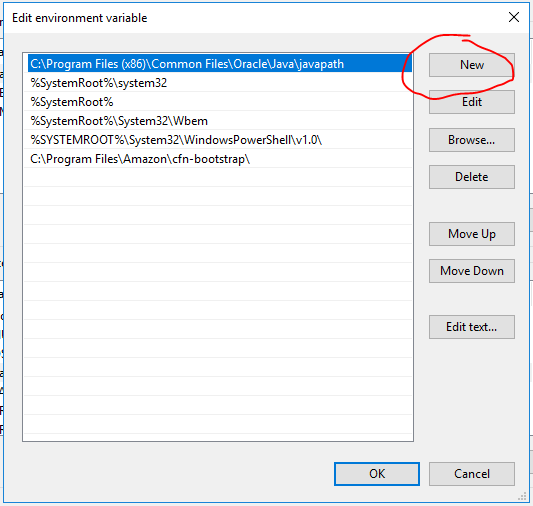 Edit environment variable
C:\Program Files (x86)\Common Files\Oracle\Java\javapath
%SystemRoot%\system32
%SystemRoot%
%SystemRoot%\System32\Wbem
%SYSTEMROOT%\System32\WindowsPowerShell\v1.0\
C:\Program Files\Amazon\cfn-bootstrap\
New
Edit
Browse...
Delete
Move Up
Move Down
Edit text...
OK
Cancel